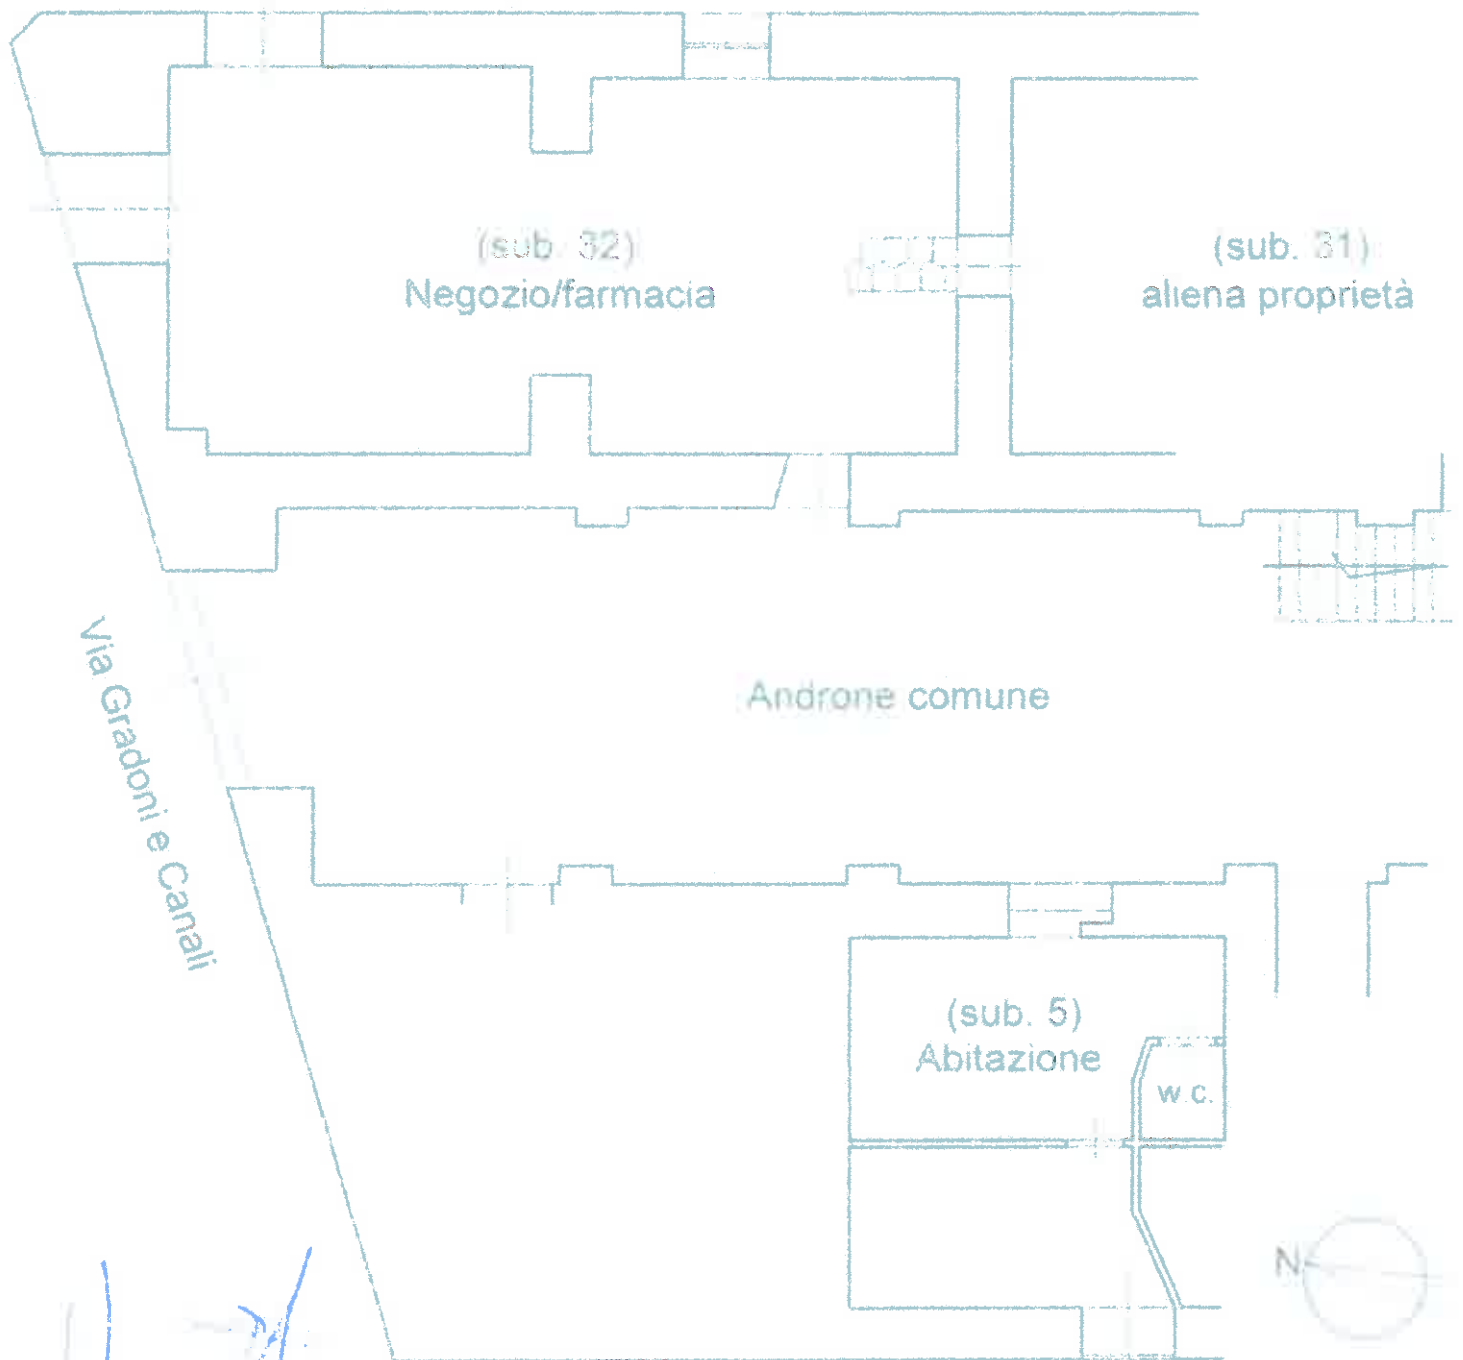 (sub. 32)
Negozio/farmacia
(sub. 31)
aliena proprietà
Via Gradoni e Canali
Androne comune
(sub. 5)
Abitazione
w.c.
N